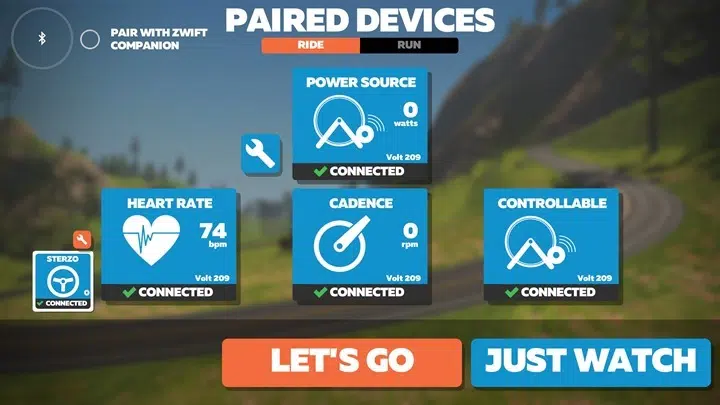 PAIRED DEVICES
PAIR WITH ZWIFT
COMPANION
RIDE
RUN
POWER SOURCE
0
watts
Volt 209
CONNECTED
HEART RATE
74
bpm
Volt 209
CONNECTED
CADENCE
0
rpm
Volt 209
CONNECTED
CONTROLLABLE
Volt 209
CONNECTED
STERZO
0
CONNECTED
LET'S GO
JUST WATCH